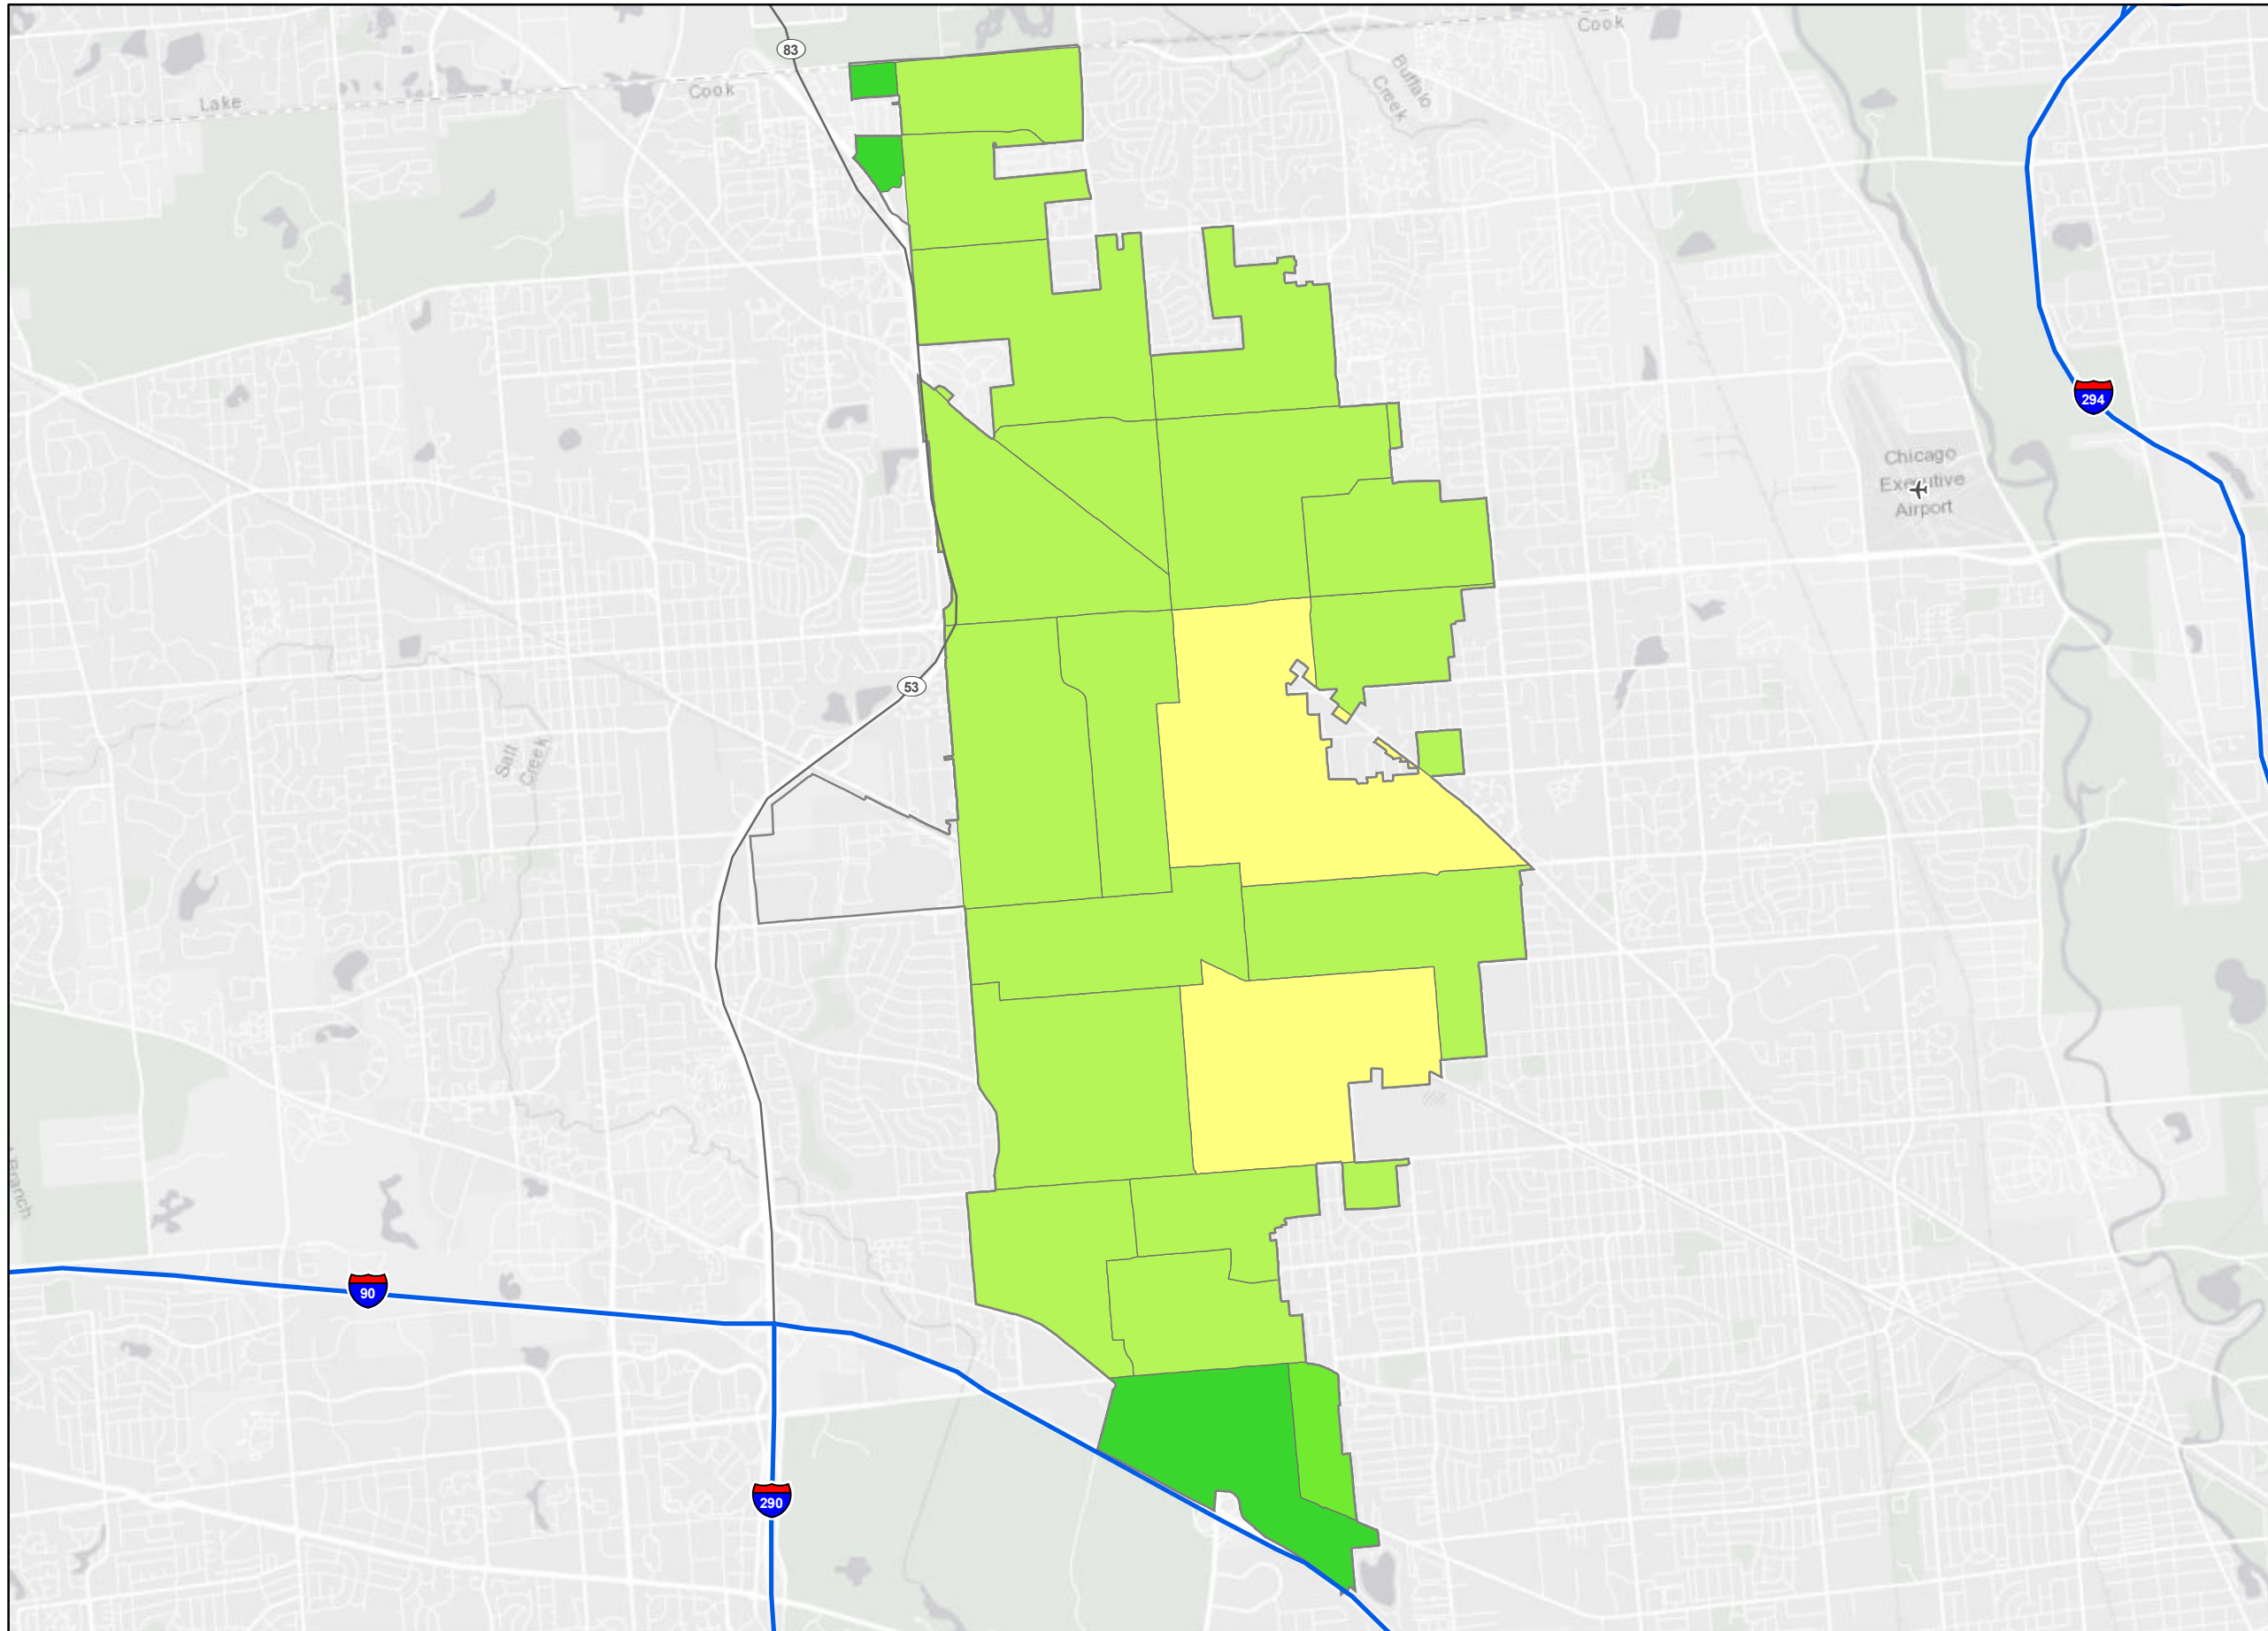 83
Cook
Lake
Cook
Buffalo
Creek
294
Chicago
Executive
Airport
53
Salt
Creek
Branch
90
290